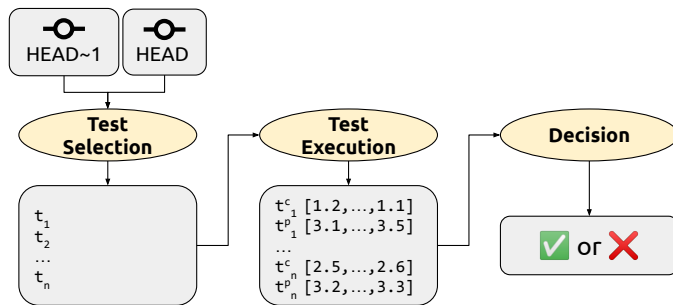 HEAD~1
HEAD
Test
Selection
Test
Execution
Decision
t₁
t₂
...
tₙ
tᶜ₁ [1.2,...,1.1]
tᵖ₁ [3.1,...,3.5]
...
tᶜₙ [2.5,...,2.6]
tᵖₙ [3.2,...,3.3]
✅ or ❌